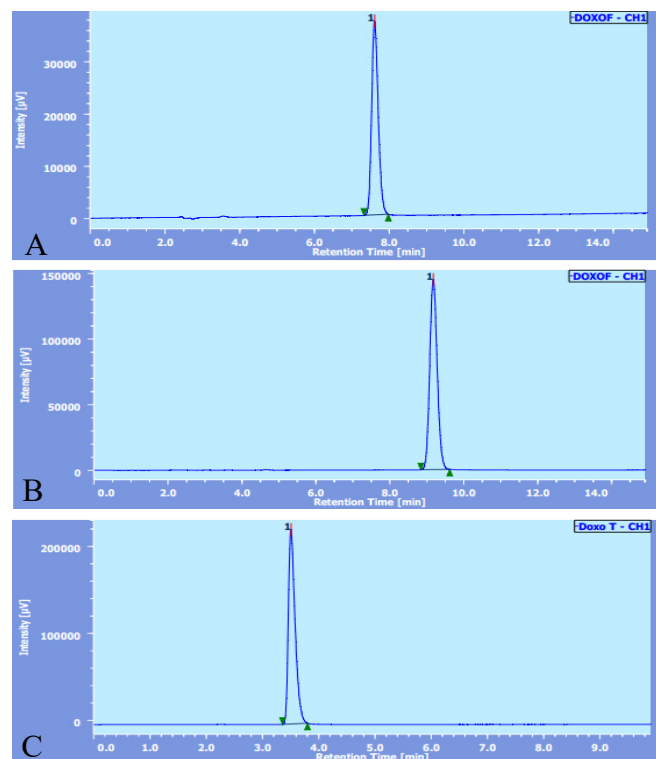 DOXOF - CH1
1
Intensity [µV]
30000
20000
10000
0
0.0 2.0 4.0 6.0 8.0 10.0 12.0 14.0
Retention Time [min]
A
DOXOF - CH1
1
Intensity [µV]
150000
100000
50000
0
0.0 2.0 4.0 6.0 8.0 10.0 12.0 14.0
Retention Time [min]
B
Doxo T - CH1
1
Intensity [µV]
200000
100000
0
0.0 1.0 2.0 3.0 4.0 5.0 6.0 7.0 8.0 9.0
Retention Time [min]
C